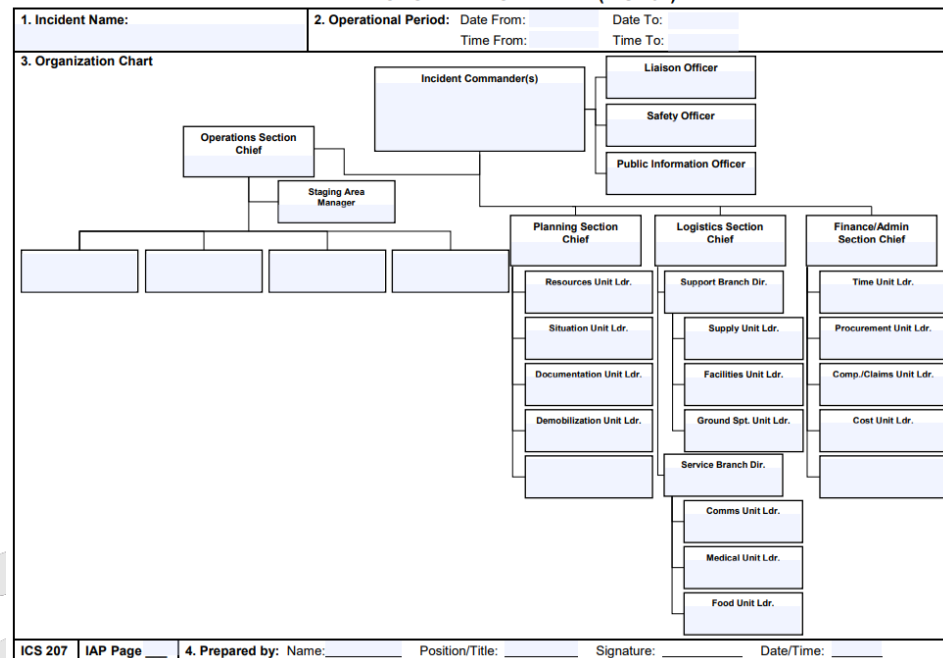 1. Incident Name:
2. Operational Period: Date From: Date To:
Time From: Time To:
3. Organization Chart
Incident Commander(s)
Liaison Officer
Safety Officer
Public Information Officer
Operations Section
Chief
Staging Area
Manager
Planning Section
Chief
Resources Unit Ldr.
Situation Unit Ldr.
Documentation Unit Ldr.
Demobilization Unit Ldr.
Logistics Section
Chief
Support Branch Dir.
Supply Unit Ldr.
Facilities Unit Ldr.
Ground Spt. Unit Ldr.
Service Branch Dir.
Comms Unit Ldr.
Medical Unit Ldr.
Food Unit Ldr.
Finance/Admin
Section Chief
Time Unit Ldr.
Procurement Unit Ldr.
Comp./Claims Unit Ldr.
Cost Unit Ldr.
ICS 207 IAP Page ___ 4. Prepared by: Name: Position/Title: Signature: Date/Time: